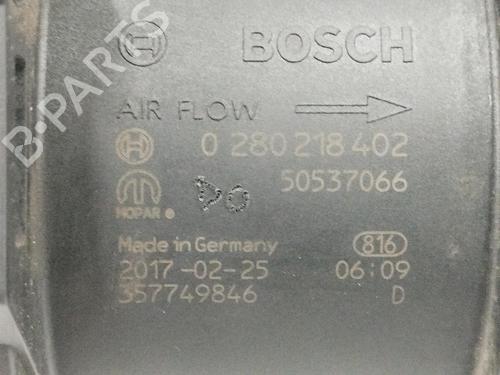 BOSCH
AIR FLOW
0 280 218 402
50537066
MOPAR ®
Made in Germany
816
2017-02-25
06:09
357749846
D
B-PARTS